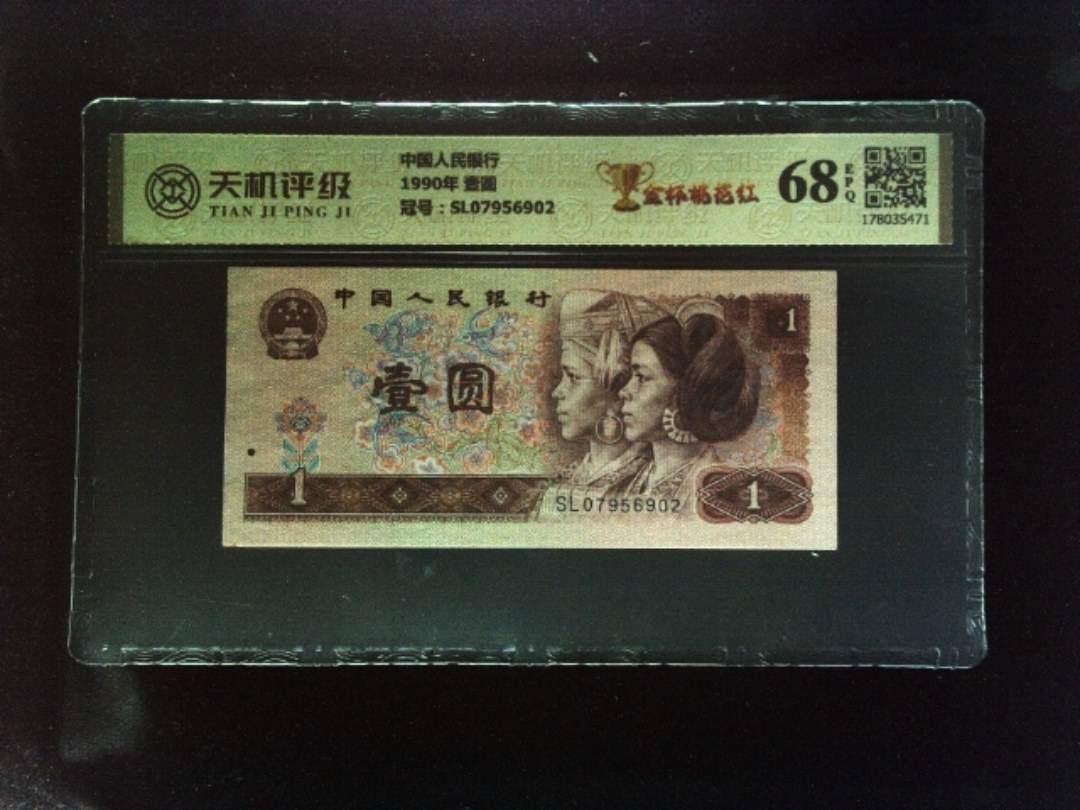 天机评级
TIAN JI PING JI
中国人民银行
1990年 壹圆
冠号：SL07956902
金杯桃花红
68
EPQ
178035471
中国人民银行
1
壹圆
1
SL07956902
1